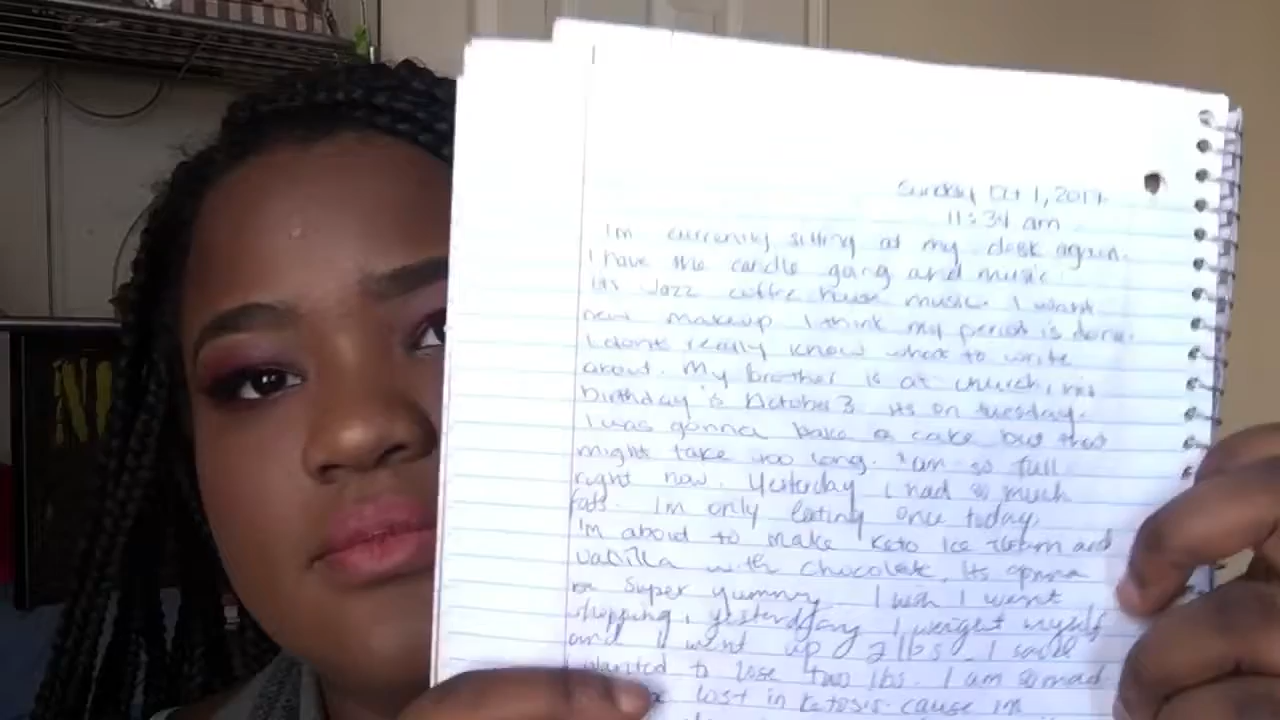 Sunday Oct 1, 2017
11:34 am
Im currently sitting at my desk again.
I have the candle going and music
its Jazz coffee house music. I want
new makeup I think my period is done.
I dont really know what to write
about. My brother is at church, his
birthday is October 3 its on tuesday.
I was gonna bake a cake but that
might take too long. I am so full
right now. Yesterday I had so much
fats. Im only eating once today,
I'm about to make keto Ice cream and
vanilla with chocolate. Its gonna
be super yummy I wish I went
shopping, yesterday I weight myself
and I went up 2 lbs. I said
I wanted to lose two lbs. I am so mad
lost in ketosis cause im